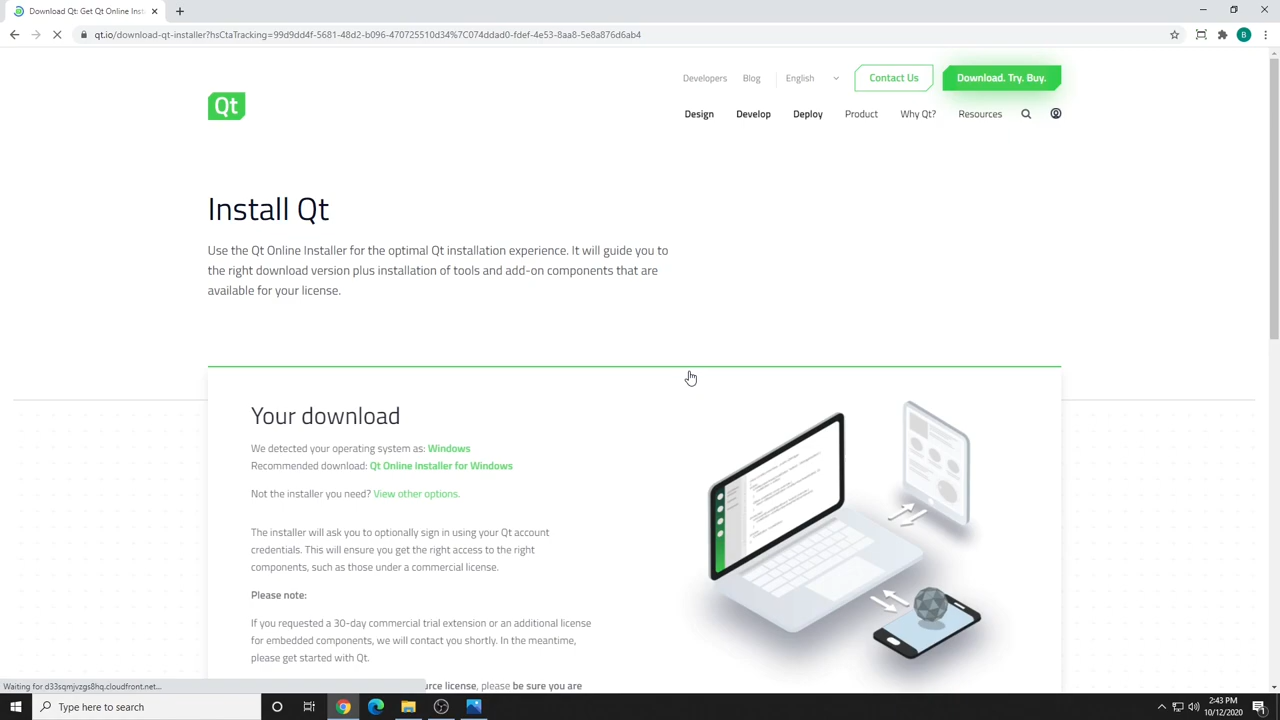 Download Qt: Get Qt Online Inst
qt.io/download-qt-installer?hsCtaTracking=99d9dd4f-5681-48d2-b096-470725510d34%7C074ddad0-fdef-4e53-8aa8-5e8a876d6ab4
B
Developers Blog English Contact Us Download. Try. Buy.
Qt
Design Develop Deploy Product Why Qt? Resources
Install Qt
Use the Qt Online Installer for the optimal Qt installation experience. It will guide you to
the right download version plus installation of tools and add-on components that are
available for your license.
Your download
We detected your operating system as: Windows
Recommended download: Qt Online Installer for Windows
Not the installer you need? View other options.
The installer will ask you to optionally sign in using your Qt account
credentials. This will ensure you get the right access to the right
components, such as those under a commercial license.
Please note:
If you requested a 30-day commercial trial extension or an additional license
for embedded components, we will contact you shortly. In the meantime,
please get started with Qt.
Waiting for d33sqmjvzgs8hq.cloudfront.net...
urce license, please be sure you are
Type here to search
2:43 PM
10/12/2020
1